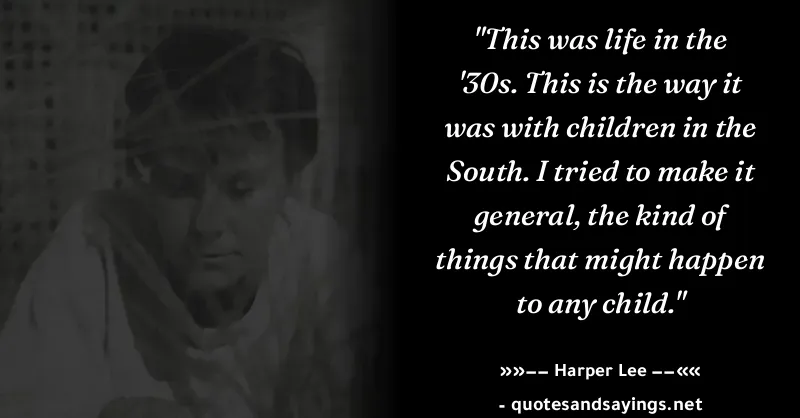 "This was life in the
'30s. This is the way it
was with children in the
South. I tried to make it
general, the kind of
things that might happen
to any child."
»»−− Harper Lee −−««
- quotesandsayings.net